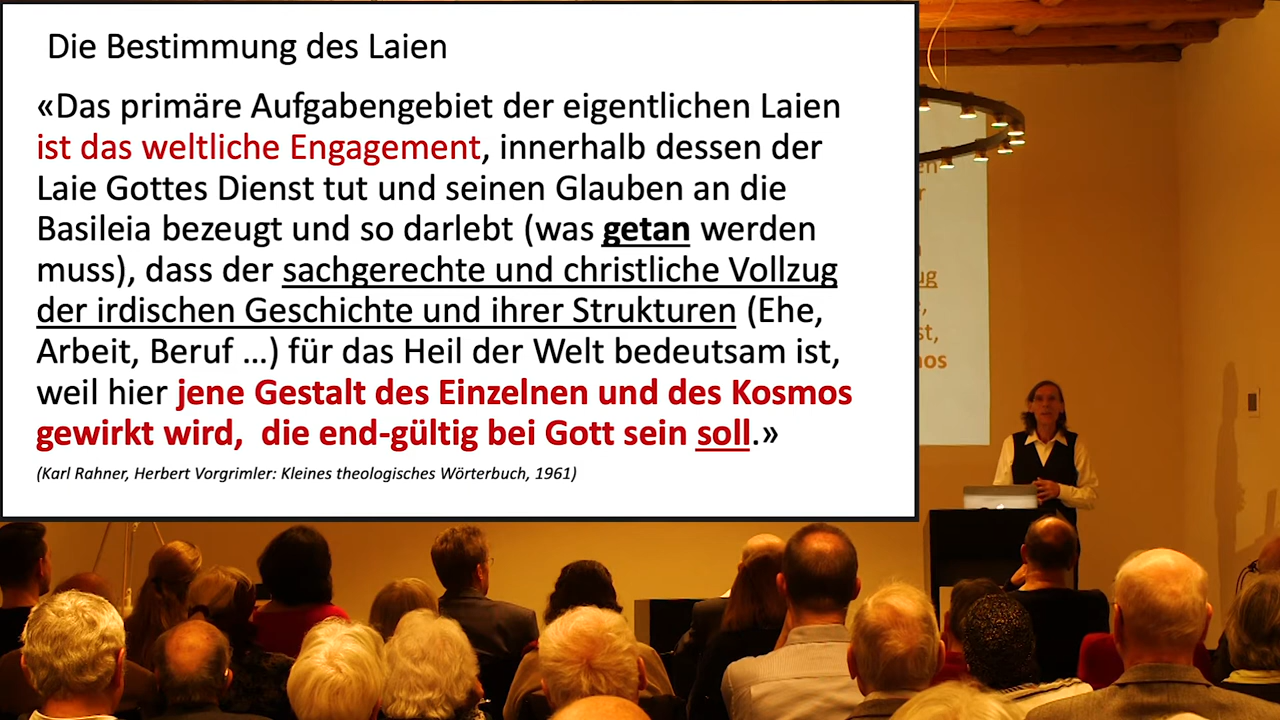 Die Bestimmung des Laien
«Das primäre Aufgabengebiet der eigentlichen Laien
ist das weltliche Engagement, innerhalb dessen der
Laie Gottes Dienst tut und seinen Glauben an die
Basileia bezeugt und so darlebt (was getan werden
muss), dass der sachgerechte und christliche Vollzug
der irdischen Geschichte und ihrer Strukturen (Ehe,
Arbeit, Beruf ...) für das Heil der Welt bedeutsam ist,
weil hier jene Gestalt des Einzelnen und des Kosmos
gewirkt wird, die end-gültig bei Gott sein soll.»
(Karl Rahner, Herbert Vorgrimler: Kleines theologisches Wörterbuch, 1961)